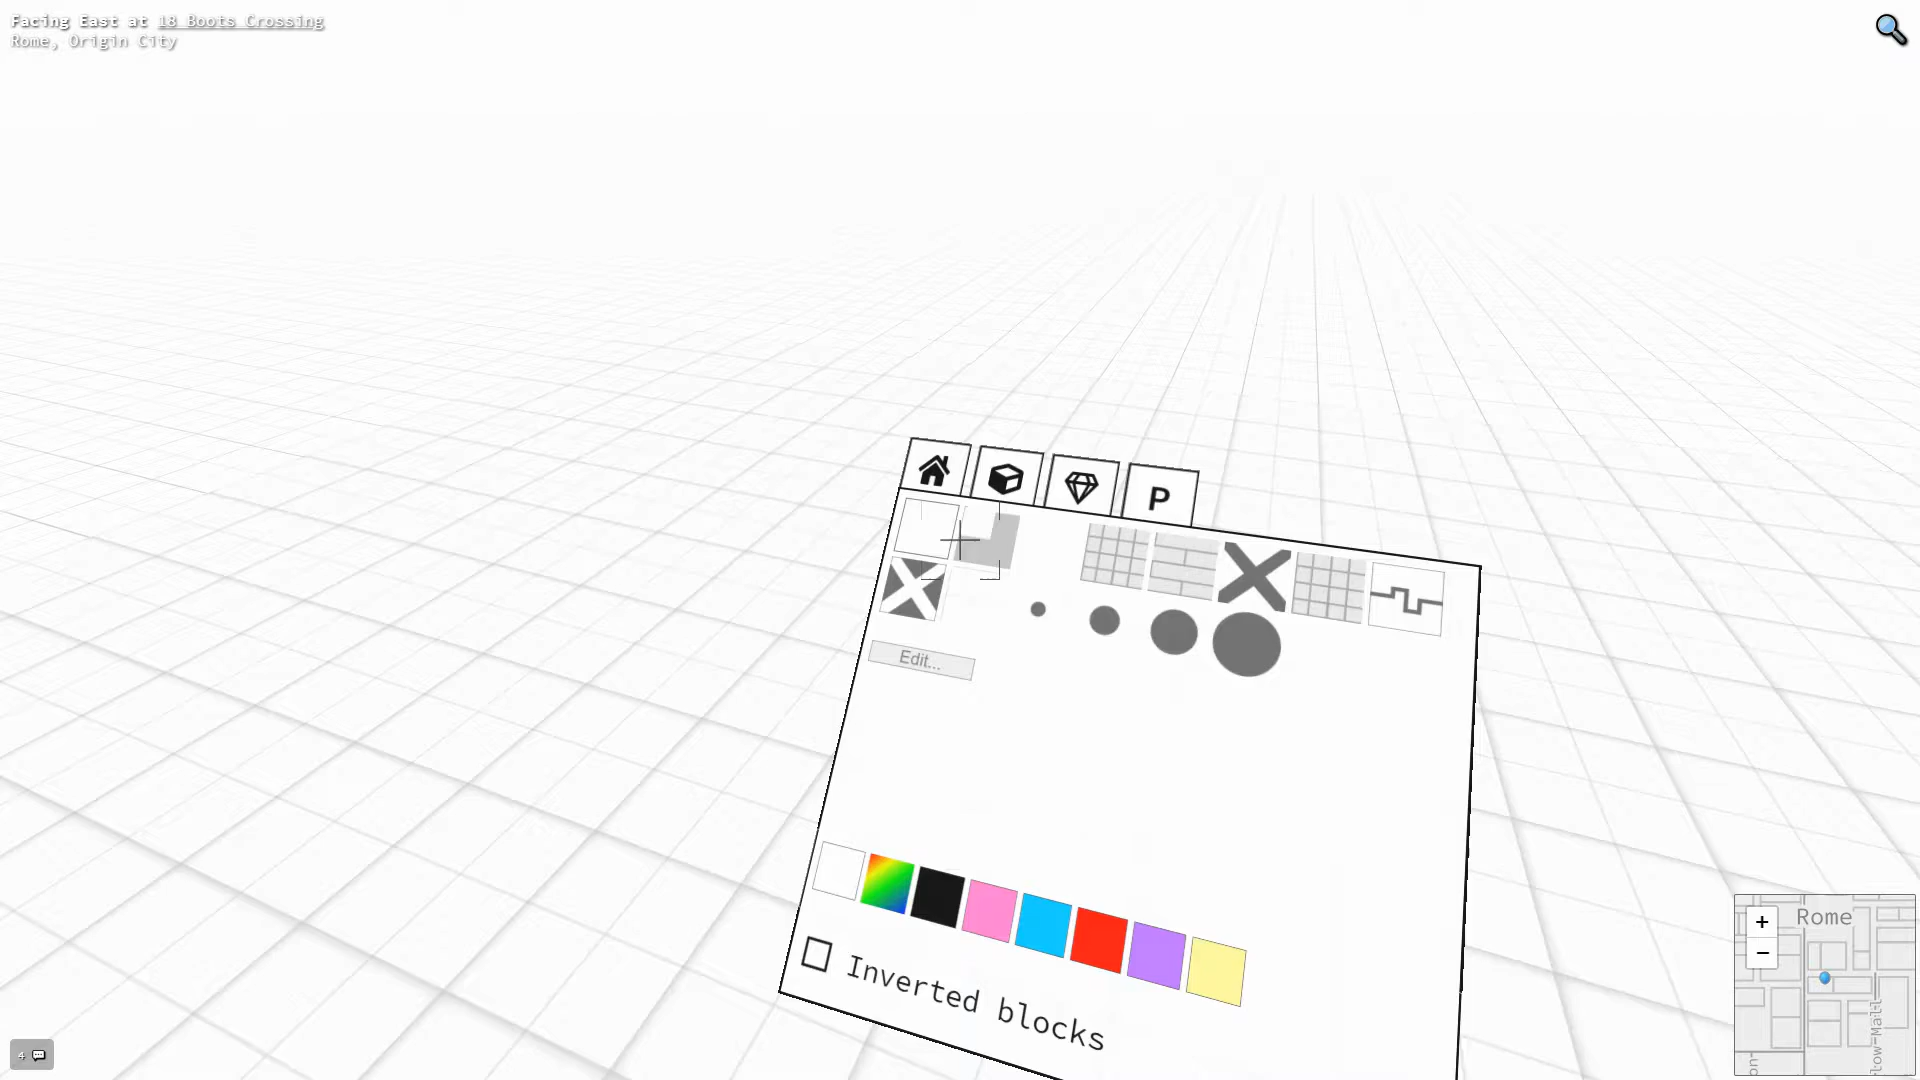 Facing East at 18 Boots Crossing
Rome, Origin City
P
Edit...
Inverted blocks
+
Rome
−
4